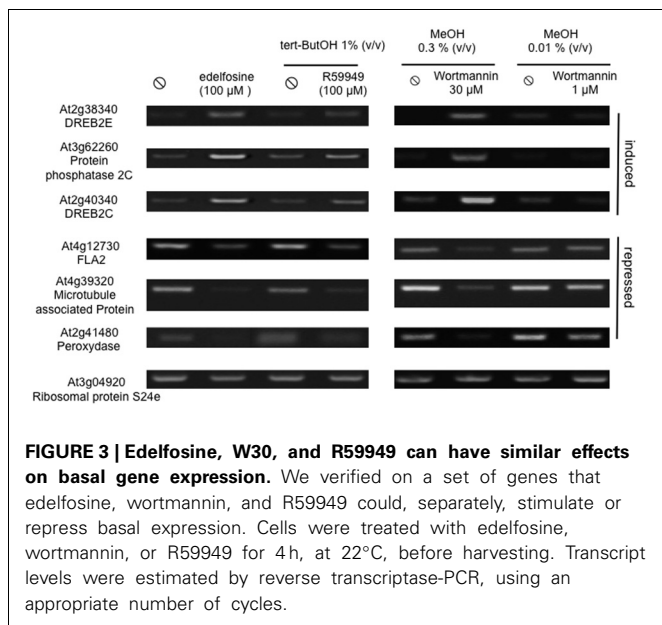 tert-ButOH 1% (v/v)
MeOH
0.3 % (v/v)
MeOH
0.01 % (v/v)
edelfosine
(100 µM )
R59949
(100 µM)
Wortmannin
30 µM
Wortmannin
1 µM
At2g38340
DREB2E
At3g62260
Protein
phosphatase 2C
At2g40340
DREB2C
induced
At4g12730
FLA2
At4g39320
Microtubule
associated Protein
At2g41480
Peroxydase
repressed
At3g04920
Ribosomal protein S24e
FIGURE 3 | Edelfosine, W30, and R59949 can have similar effects
on basal gene expression. We verified on a set of genes that
edelfosine, wortmannin, and R59949 could, separately, stimulate or
repress basal expression. Cells were treated with edelfosine,
wortmannin, or R59949 for 4 h, at 22°C, before harvesting. Transcript
levels were estimated by reverse transcriptase-PCR, using an
appropriate number of cycles.